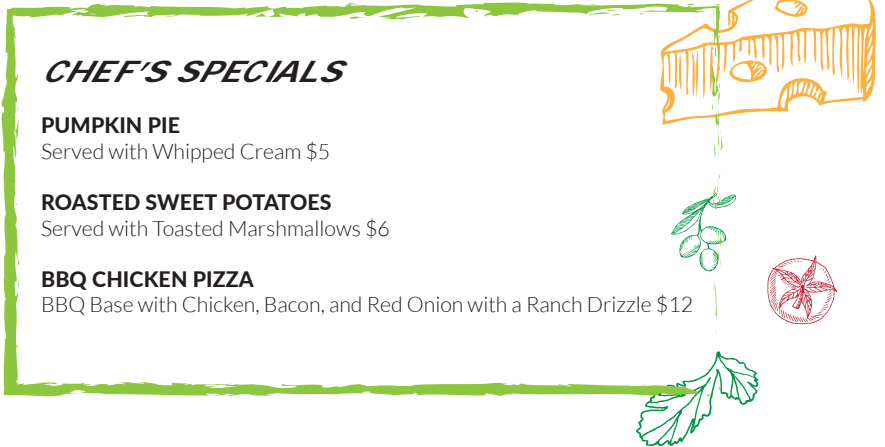 CHEF'S SPECIALS
PUMPKIN PIE
Served with Whipped Cream $5
ROASTED SWEET POTATOES
Served with Toasted Marshmallows $6
BBQ CHICKEN PIZZA
BBQ Base with Chicken, Bacon, and Red Onion with a Ranch Drizzle $12